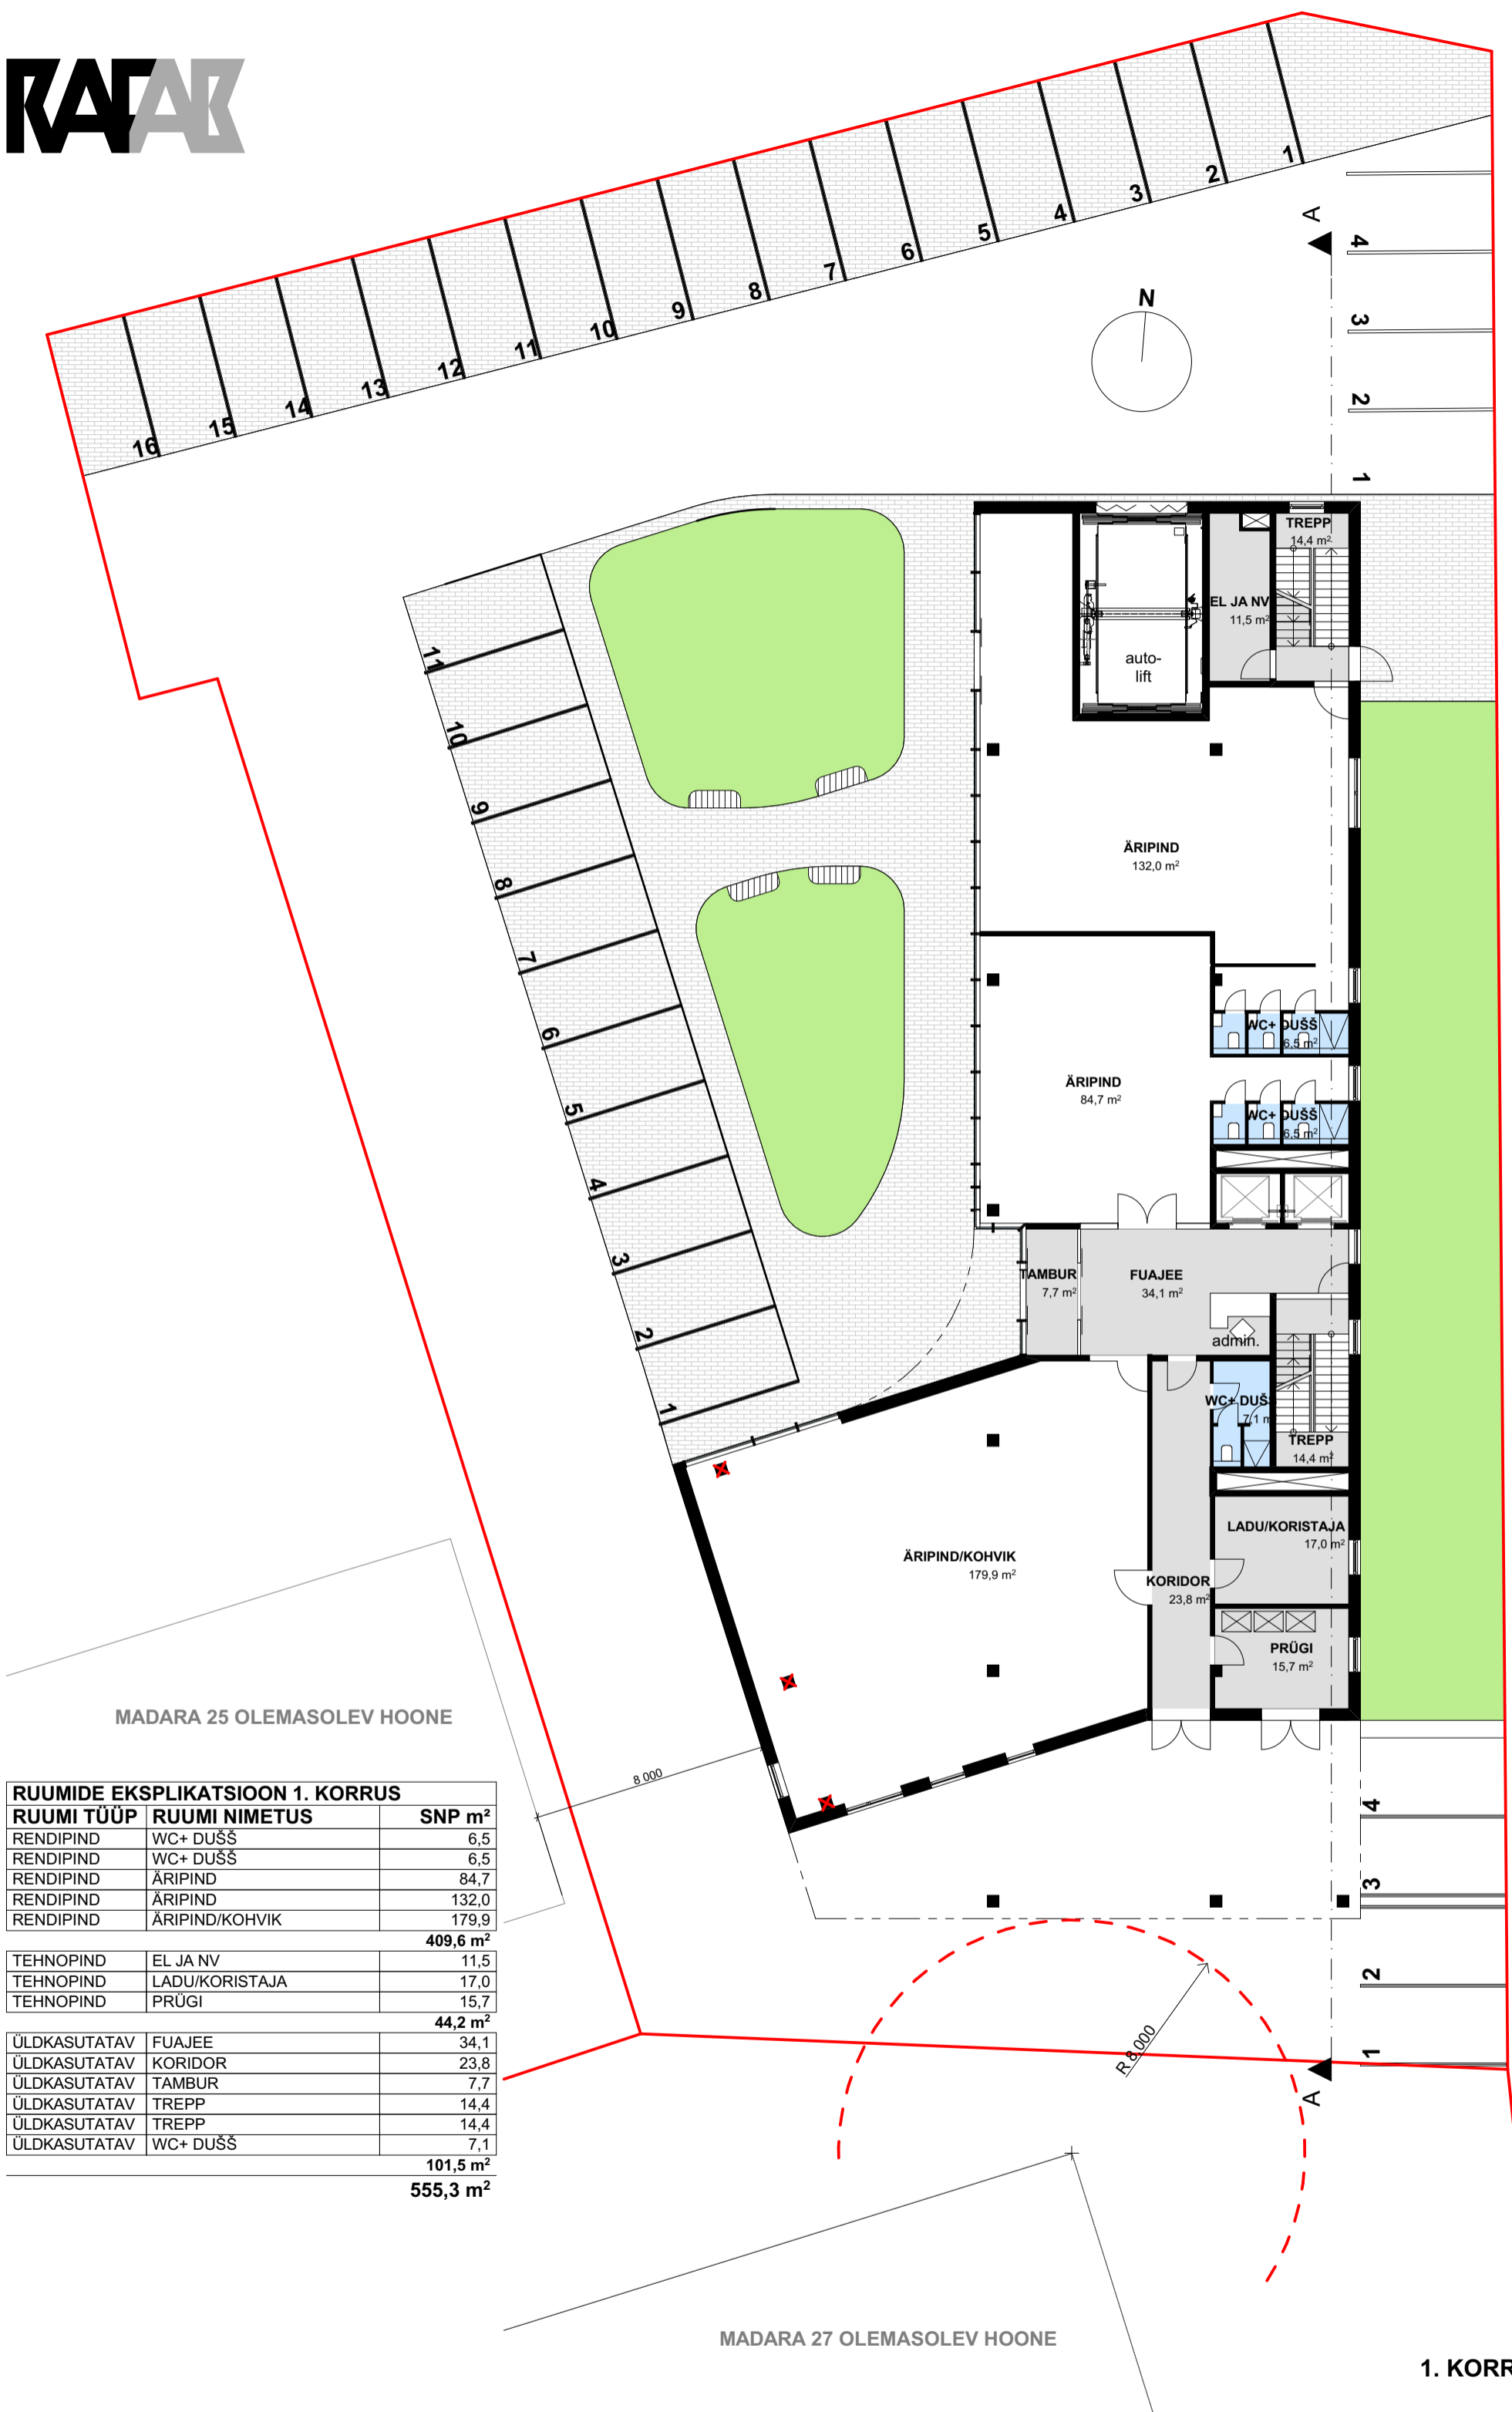 KAFAK
1
2
3
4
5
6
7
8
9
10
11
12
13
14
15
16
A
4
3
2
1
N
TREPP
14,4 m²
EL JA NV
11,5 m²
auto-
lift
11
10
9
8
7
6
5
4
3
2
1
ÄRIPIND
132,0 m²
WC+ DUŠŠ
6,5 m²
ÄRIPIND
84,7 m²
WC+ DUŠŠ
6,5 m²
TAMBUR
7,7 m²
FUAJEE
34,1 m²
admin.
WC+ DUŠ
7,1 m
TREPP
14,4 m²
LADU/KORISTAJA
17,0 m²
ÄRIPIND/KOHVIK
179,9 m²
KORIDOR
23,8 m²
PRÜGI
15,7 m²
MADARA 25 OLEMASOLEV HOONE
8 000
RUUMIDE EKSPLIKATSIOON 1. KORRUS
RUUMI TÜÜP RUUMI NIMETUS SNP m²
RENDIPIND WC+ DUŠŠ 6,5
RENDIPIND WC+ DUŠŠ 6,5
RENDIPIND ÄRIPIND 84,7
RENDIPIND ÄRIPIND 132,0
RENDIPIND ÄRIPIND/KOHVIK 179,9
409,6 m²
TEHNOPIND EL JA NV 11,5
TEHNOPIND LADU/KORISTAJA 17,0
TEHNOPIND PRÜGI 15,7
44,2 m²
ÜLDKASUTATAV FUAJEE 34,1
ÜLDKASUTATAV KORIDOR 23,8
ÜLDKASUTATAV TAMBUR 7,7
ÜLDKASUTATAV TREPP 14,4
ÜLDKASUTATAV TREPP 14,4
ÜLDKASUTATAV WC+ DUŠŠ 7,1
101,5 m²
555,3 m²
4
3
2
1
R 8 000
A
MADARA 27 OLEMASOLEV HOONE
1. KORR